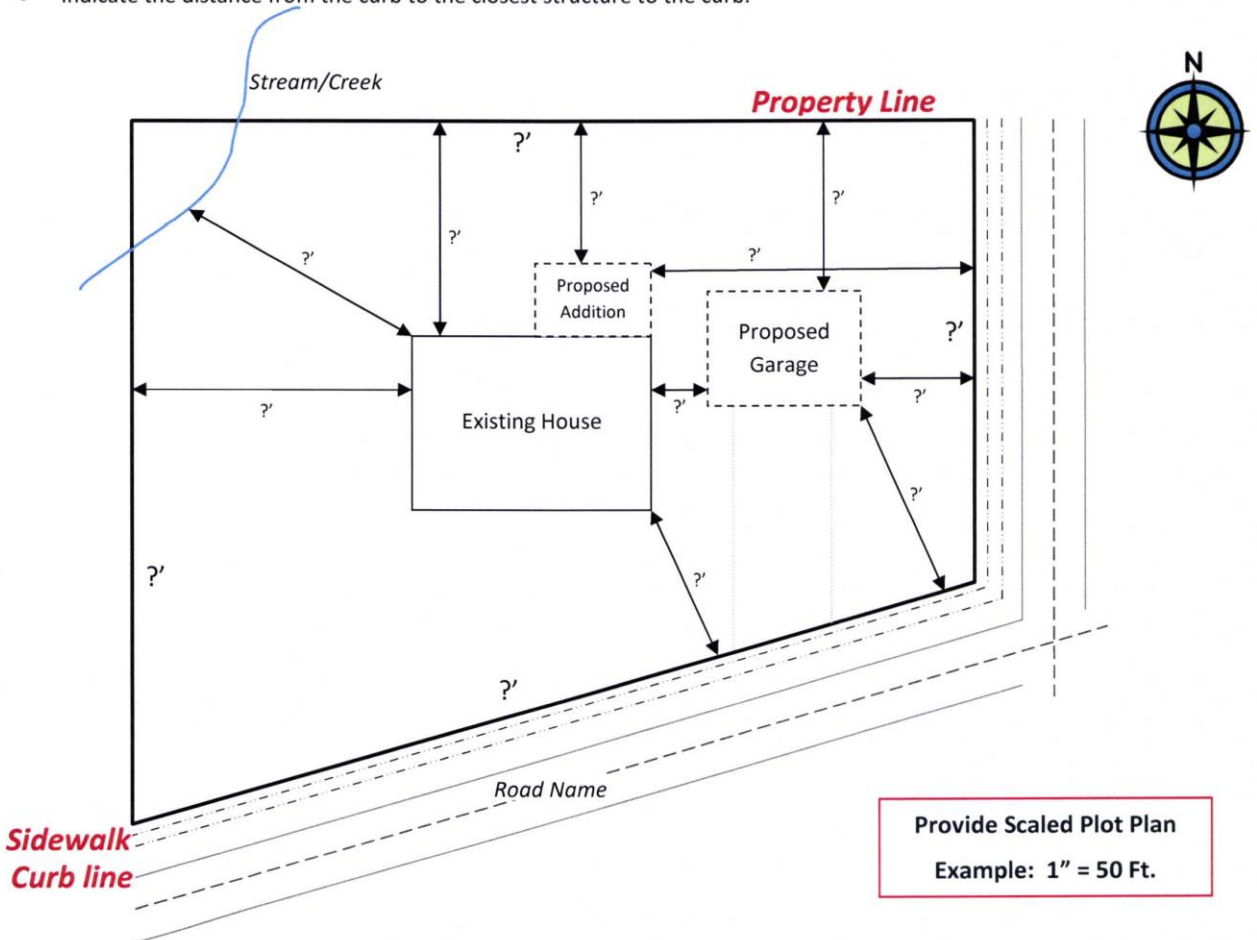 Indicate the distance from the curb to the closest structure to the curb.
N
Stream/Creek
Property Line
?’
?’
?’
?’
?’
?’
Proposed
Addition
Proposed
Garage
?’
?’
?’
?’
Existing House
?’
?’
?’
?’
Road Name
Sidewalk
Curb line
Provide Scaled Plot Plan
Example: 1” = 50 Ft.